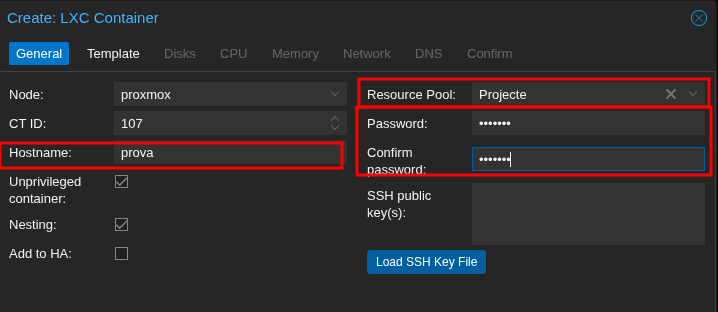 Create: LXC Container
General Template Disks CPU Memory Network DNS Confirm
Node: proxmox
CT ID: 107
Hostname: prova
Unprivileged
container:
Nesting:
Add to HA:
Resource Pool: Projecte
Password: •••••••
Confirm
password: •••••••
SSH public
key(s):
Load SSH Key File